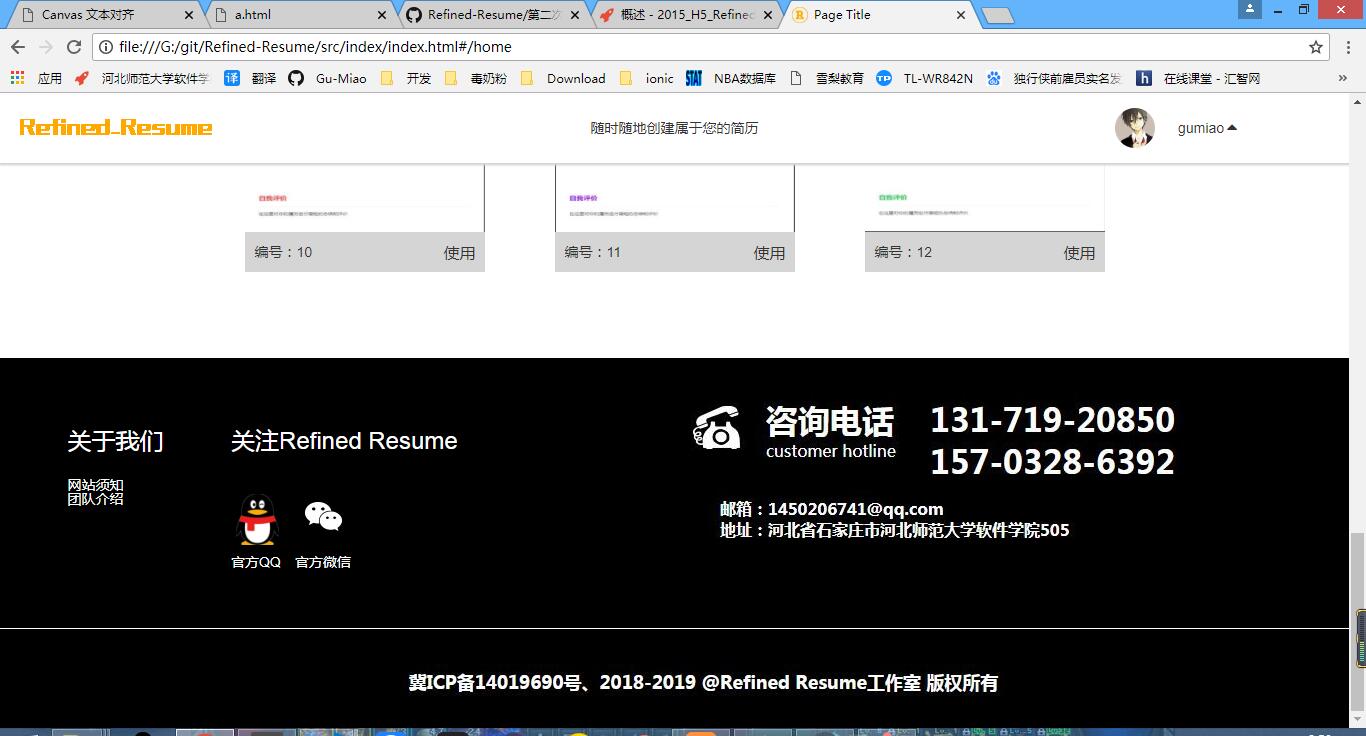 Canvas 文本对齐
a.html
Refined-Resume/第二次
概述 - 2015_H5_Refined
Page Title
file:///G:/git/Refined-Resume/src/index/index.html#/home
应用
河北师范大学软件学
翻译
Gu-Miao
开发
毒奶粉
Download
ionic
NBA数据库
雪梨教育
TL-WR842N
独行侠前雇员实名发
在线课堂 - 汇智网
Refined_Resume
随时随地创建属于您的简历
gumiao
自我评价
自我评价
自我评价
编号：10 使用
编号：11 使用
编号：12 使用
关于我们
网站须知
团队介绍
关注Refined Resume
官方QQ
官方微信
咨询电话
customer hotline
131-719-20850
157-0328-6392
邮箱：1450206741@qq.com
地址：河北省石家庄市河北师范大学软件学院505
冀ICP备14019690号、2018-2019 @Refined Resume工作室 版权所有